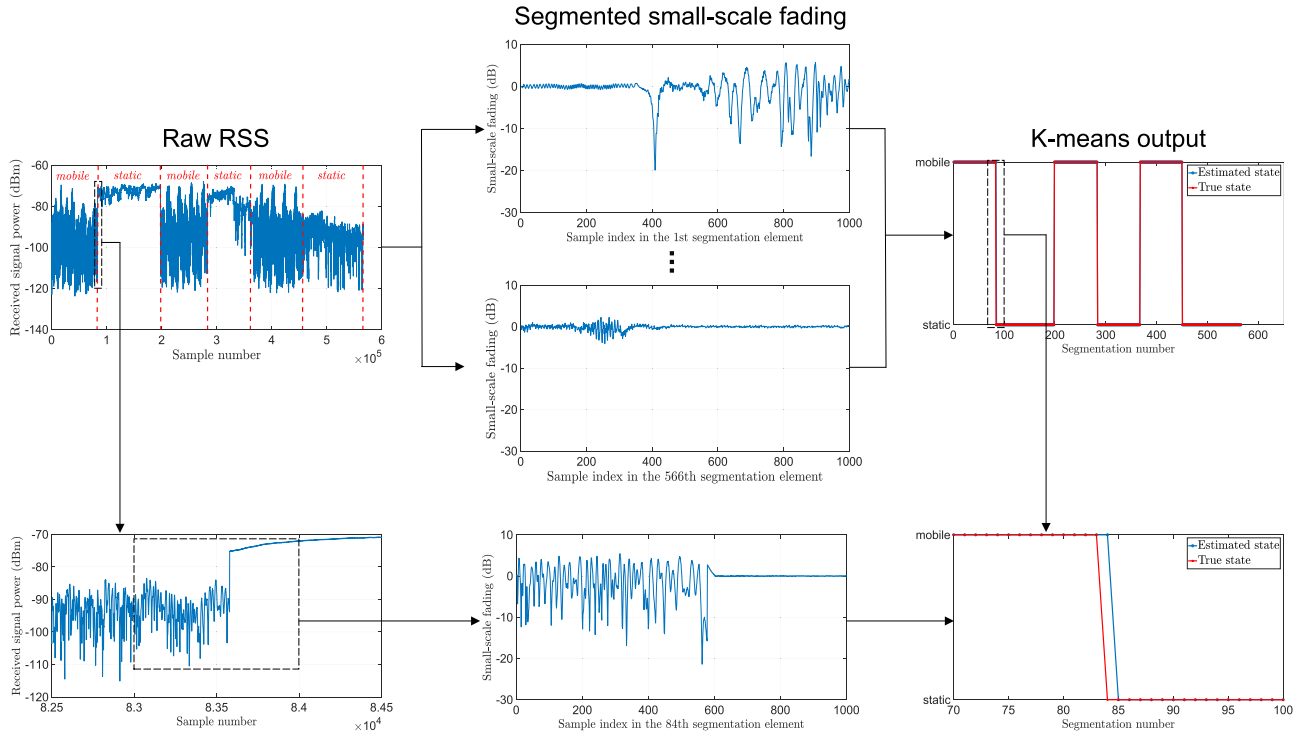 Segmented small-scale fading
Raw RSS
K-means output
10
0
-10
-20
-30
Small-scale fading (dB)
0 200 400 600 800 1000
Sample index in the 1st segmentation element
-60
-80
-100
-120
-140
Received signal power (dBm)
mobile static mobile static mobile static
0 1 2 3 4 5 6
×10⁵
Sample number
10
0
-10
-20
-30
Small-scale fading (dB)
0 200 400 600 800 1000
Sample index in the 566th segmentation element
mobile
static
Estimated state
True state
0 100 200 300 400 500 600
Segmentation number
-70
-80
-90
-100
-110
-120
Received signal power (dBm)
8.25 8.3 8.35 8.4 8.45
×10⁴
Sample number
10
5
0
-5
-10
-15
-20
-25
-30
Small-scale fading (dB)
0 200 400 600 800 1000
Sample index in the 84th segmentation element
mobile
static
Estimated state
True state
70 75 80 85 90 95 100
Segmentation number